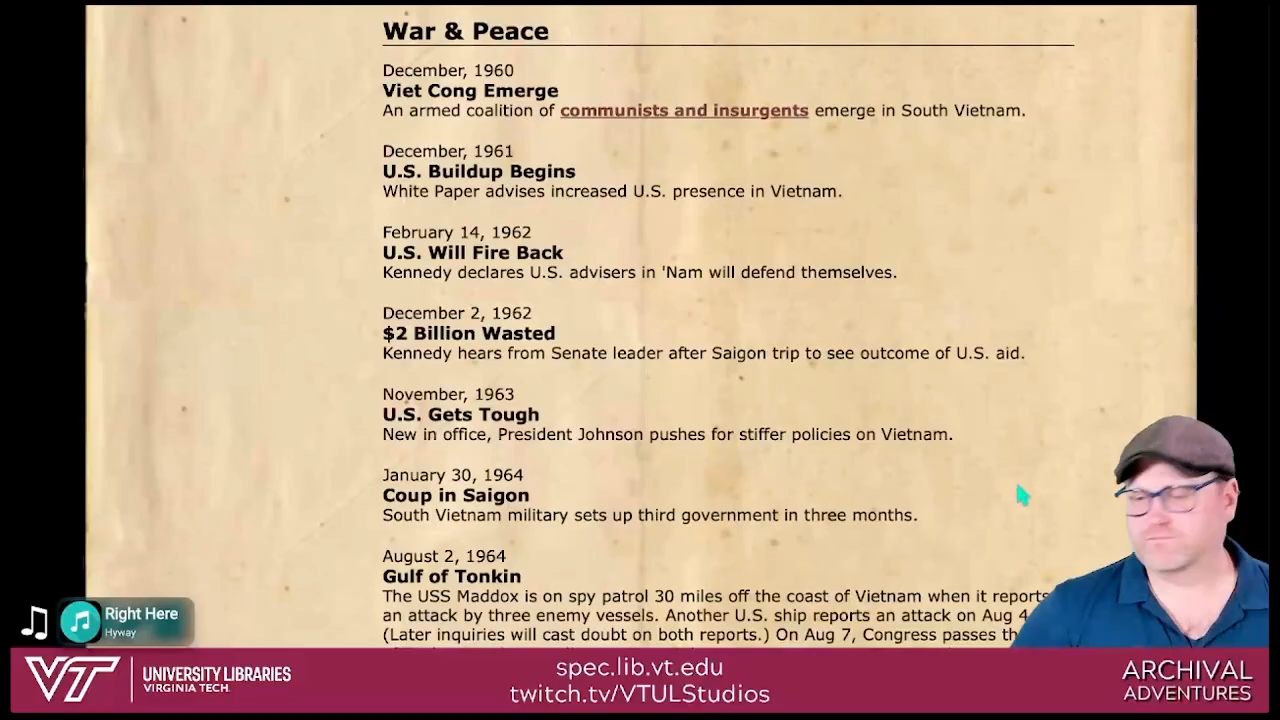 War & Peace
December, 1960
Viet Cong Emerge
An armed coalition of communists and insurgents emerge in South Vietnam.
December, 1961
U.S. Buildup Begins
White Paper advises increased U.S. presence in Vietnam.
February 14, 1962
U.S. Will Fire Back
Kennedy declares U.S. advisers in 'Nam will defend themselves.
December 2, 1962
$2 Billion Wasted
Kennedy hears from Senate leader after Saigon trip to see outcome of U.S. aid.
November, 1963
U.S. Gets Tough
New in office, President Johnson pushes for stiffer policies on Vietnam.
January 30, 1964
Coup in Saigon
South Vietnam military sets up third government in three months.
August 2, 1964
Gulf of Tonkin
The USS Maddox is on spy patrol 30 miles off the coast of Vietnam when it reports
an attack by three enemy vessels. Another U.S. ship reports an attack on Aug 4
(Later inquiries will cast doubt on both reports.) On Aug 7, Congress passes
Right Here
Hyway
VT
UNIVERSITY LIBRARIES
VIRGINIA TECH.
spec.lib.vt.edu
twitch.tv/VTULStudios
ARCHIVAL
ADVENTURES